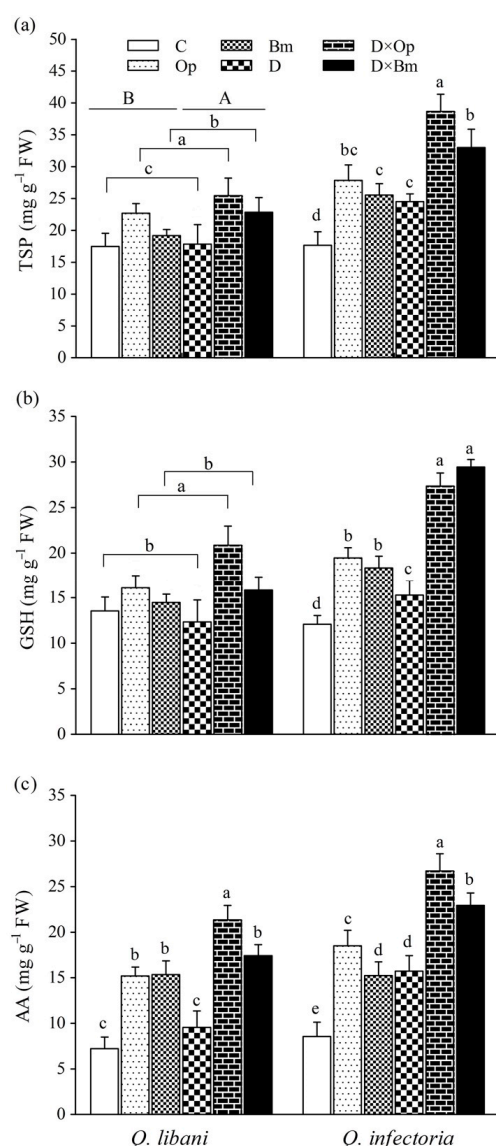 (a)
C Bm D×Op
Op D D×Bm
B A
b
a
c
a
b
bc
c c
d
TSP (mg g⁻¹ FW)
50
45
40
35
30
25
20
15
10
5
0
(b)
b
a
b
a a
b b
c
d
GSH (mg g⁻¹ FW)
35
30
25
20
15
10
5
0
(c)
a
b b
b
c c
a
b
c
d d
e
AA (mg g⁻¹ FW)
35
30
25
20
15
10
5
0
Q. libani Q. infectoria